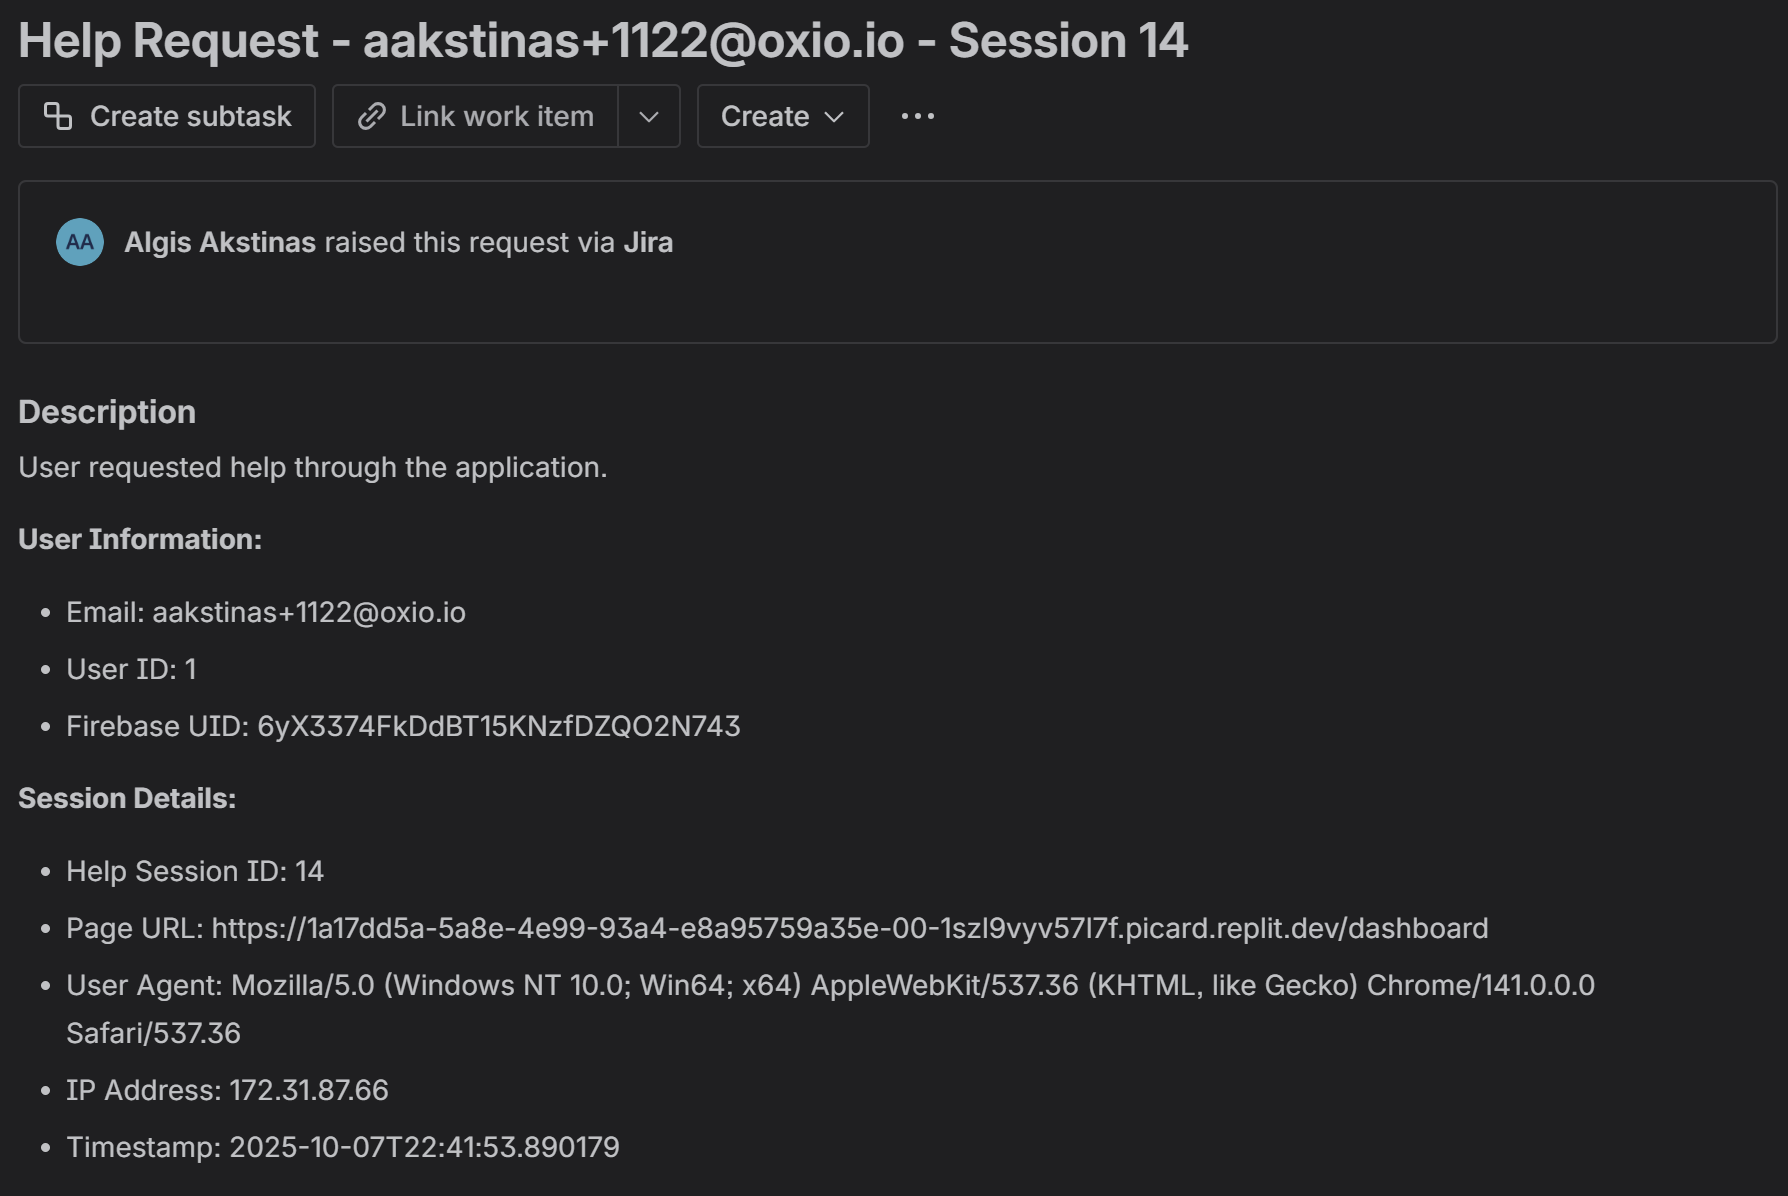 Help Request - aakstinas+1122@oxio.io - Session 14
Create subtask
Link work item
Create
AA
Algis Akstinas raised this request via Jira
Description
User requested help through the application.
User Information:
• Email: aakstinas+1122@oxio.io
• User ID: 1
• Firebase UID: 6yX3374FkDdBT15KNzfDZQO2N743
Session Details:
• Help Session ID: 14
• Page URL: https://1a17dd5a-5a8e-4e99-93a4-e8a95759a35e-00-1szl9vyv57l7f.picard.replit.dev/dashboard
• User Agent: Mozilla/5.0 (Windows NT 10.0; Win64; x64) AppleWebKit/537.36 (KHTML, like Gecko) Chrome/141.0.0.0
Safari/537.36
• IP Address: 172.31.87.66
• Timestamp: 2025-10-07T22:41:53.890179